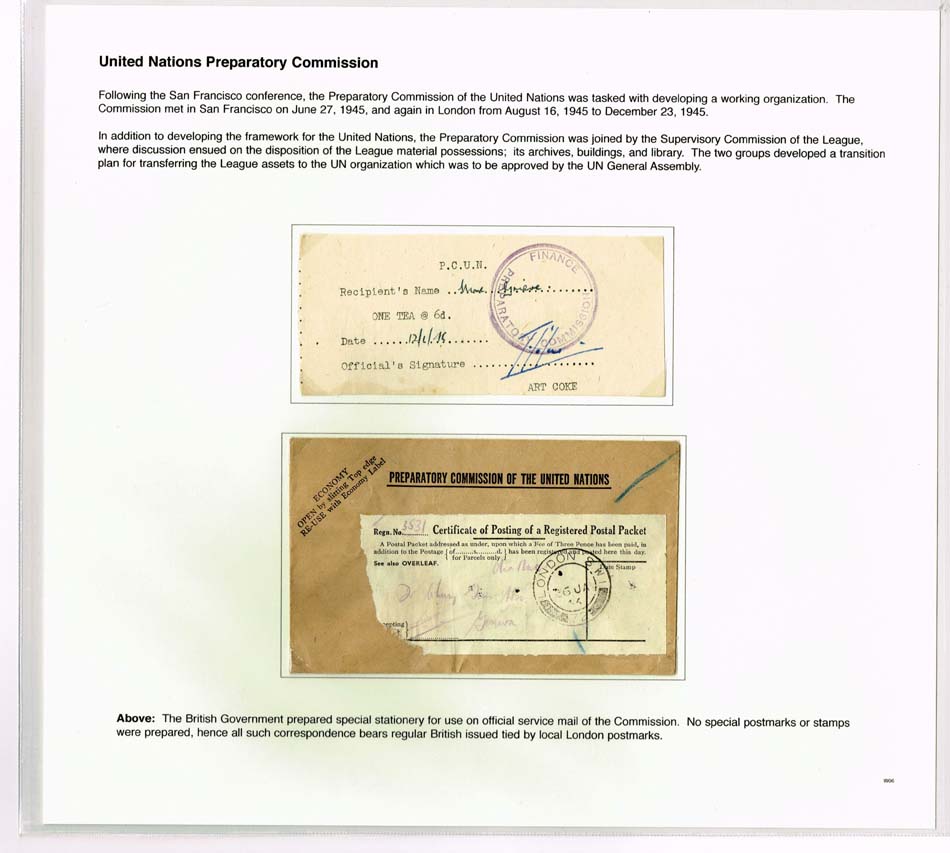 United Nations Preparatory Commission
Following the San Francisco conference, the Preparatory Commission of the United Nations was tasked with developing a working organization. The
Commission met in San Francisco on June 27, 1945, and again in London from August 16, 1945 to December 23, 1945.
In addition to developing the framework for the United Nations, the Preparatory Commission was joined by the Supervisory Commission of the League,
where discussion ensued on the disposition of the League material possessions; its archives, buildings, and library. The two groups developed a transition
plan for transferring the League assets to the UN organization which was to be approved by the UN General Assembly.
P.C.U.N.
Recipient's Name
ONE TEA @ 6d.
Date ......12/1/46.......
Official's Signature ....................
ART COKE
FINANCE
PREPARATORY COMMISSION
ECONOMY
OPEN by slitting Top edge
RE-USE with Economy Label
PREPARATORY COMMISSION OF THE UNITED NATIONS
Regn. No. 3531 Certificate of Posting of a Registered Postal Packet
A Postal Packet addressed as under, upon which a Fee of Three Pence has been paid, in
addition to the Postage [of........s........d.] has been registered and posted here this day.
for Parcels only
See also OVERLEAF.
Date Stamp
LONDON S.W.1
26 JA
Geneva
Above: The British Government prepared special stationery for use on official service mail of the Commission. No special postmarks or stamps
were prepared, hence all such correspondence bears regular British issued tied by local London postmarks.